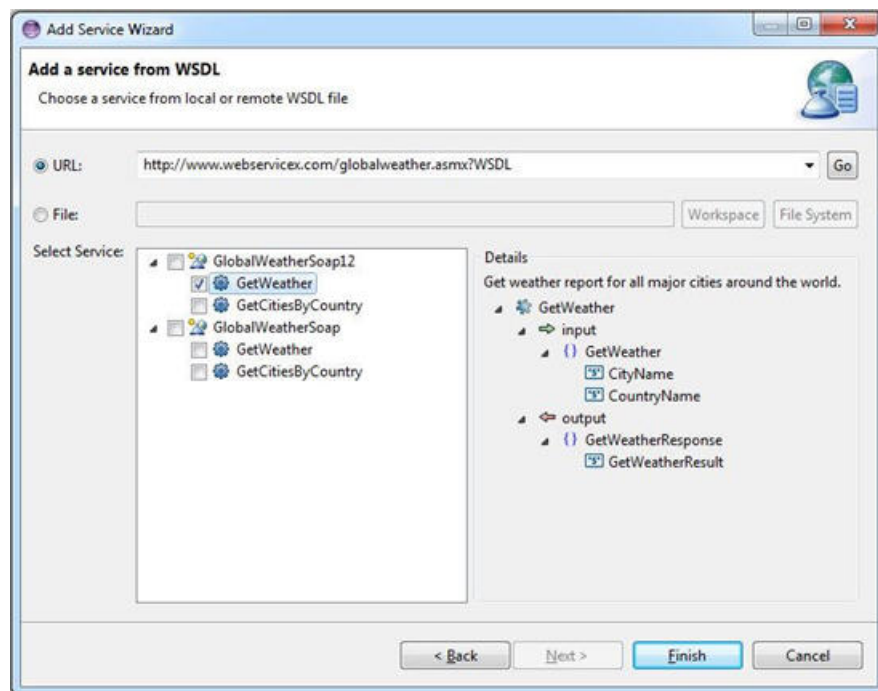 Add Service Wizard
Add a service from WSDL
Choose a service from local or remote WSDL file
URL: http://www.webservicex.com/globalweather.asmx?WSDL Go
File: Workspace File System
Select Service:
GlobalWeatherSoap12
GetWeather
GetCitiesByCountry
GlobalWeatherSoap
GetWeather
GetCitiesByCountry
Details
Get weather report for all major cities around the world.
GetWeather
input
{} GetWeather
"S" CityName
"S" CountryName
output
{} GetWeatherResponse
"S" GetWeatherResult
< Back Next > Finish Cancel